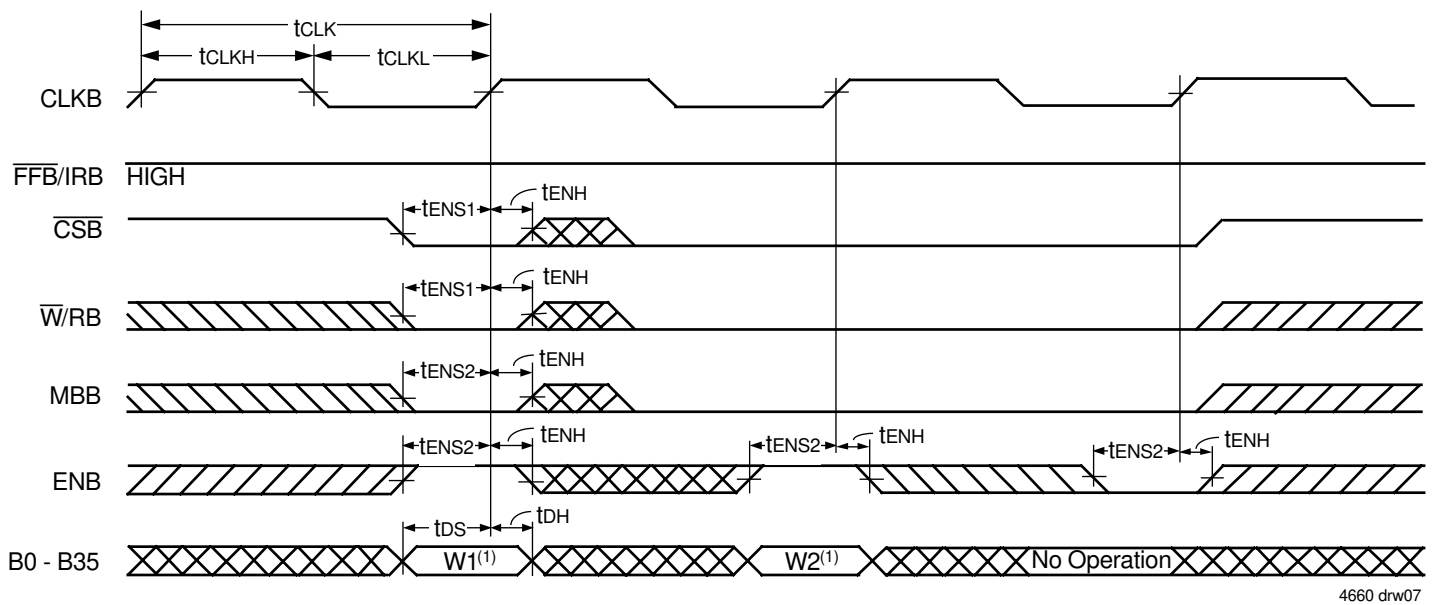 tCLK
tCLKH tCLKL
CLKB
FFB/IRB HIGH
tENS1 tENH
CSB
tENS1 tENH
W/RB
tENS2 tENH
MBB
tENS2 tENH tENS2 tENH tENS2 tENH
ENB
tDS tDH
B0 - B35 W1(1) W2(1) No Operation
4660 drw07